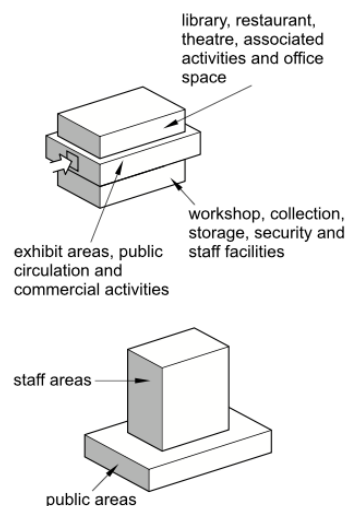 library, restaurant,
theatre, associated
activities and office
space
workshop, collection,
storage, security and
staff facilities
exhibit areas, public
circulation and
commercial activities
staff areas
public areas